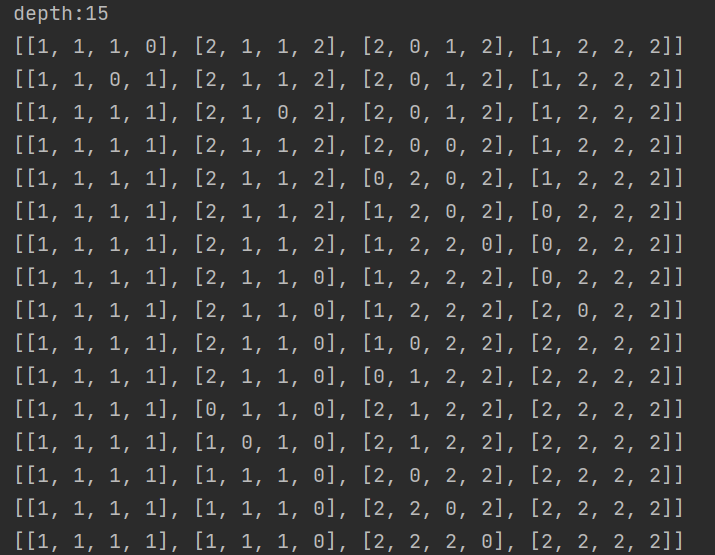 depth:15
[[1, 1, 1, 0], [2, 1, 1, 2], [2, 0, 1, 2], [1, 2, 2, 2]]
[[1, 1, 0, 1], [2, 1, 1, 2], [2, 0, 1, 2], [1, 2, 2, 2]]
[[1, 1, 1, 1], [2, 1, 0, 2], [2, 0, 1, 2], [1, 2, 2, 2]]
[[1, 1, 1, 1], [2, 1, 1, 2], [2, 0, 0, 2], [1, 2, 2, 2]]
[[1, 1, 1, 1], [2, 1, 1, 2], [0, 2, 0, 2], [1, 2, 2, 2]]
[[1, 1, 1, 1], [2, 1, 1, 2], [1, 2, 0, 2], [0, 2, 2, 2]]
[[1, 1, 1, 1], [2, 1, 1, 2], [1, 2, 2, 0], [0, 2, 2, 2]]
[[1, 1, 1, 1], [2, 1, 1, 0], [1, 2, 2, 2], [0, 2, 2, 2]]
[[1, 1, 1, 1], [2, 1, 1, 0], [1, 2, 2, 2], [2, 0, 2, 2]]
[[1, 1, 1, 1], [2, 1, 1, 0], [1, 0, 2, 2], [2, 2, 2, 2]]
[[1, 1, 1, 1], [2, 1, 1, 0], [0, 1, 2, 2], [2, 2, 2, 2]]
[[1, 1, 1, 1], [0, 1, 1, 0], [2, 1, 2, 2], [2, 2, 2, 2]]
[[1, 1, 1, 1], [1, 0, 1, 0], [2, 1, 2, 2], [2, 2, 2, 2]]
[[1, 1, 1, 1], [1, 1, 1, 0], [2, 0, 2, 2], [2, 2, 2, 2]]
[[1, 1, 1, 1], [1, 1, 1, 0], [2, 2, 0, 2], [2, 2, 2, 2]]
[[1, 1, 1, 1], [1, 1, 1, 0], [2, 2, 2, 0], [2, 2, 2, 2]]